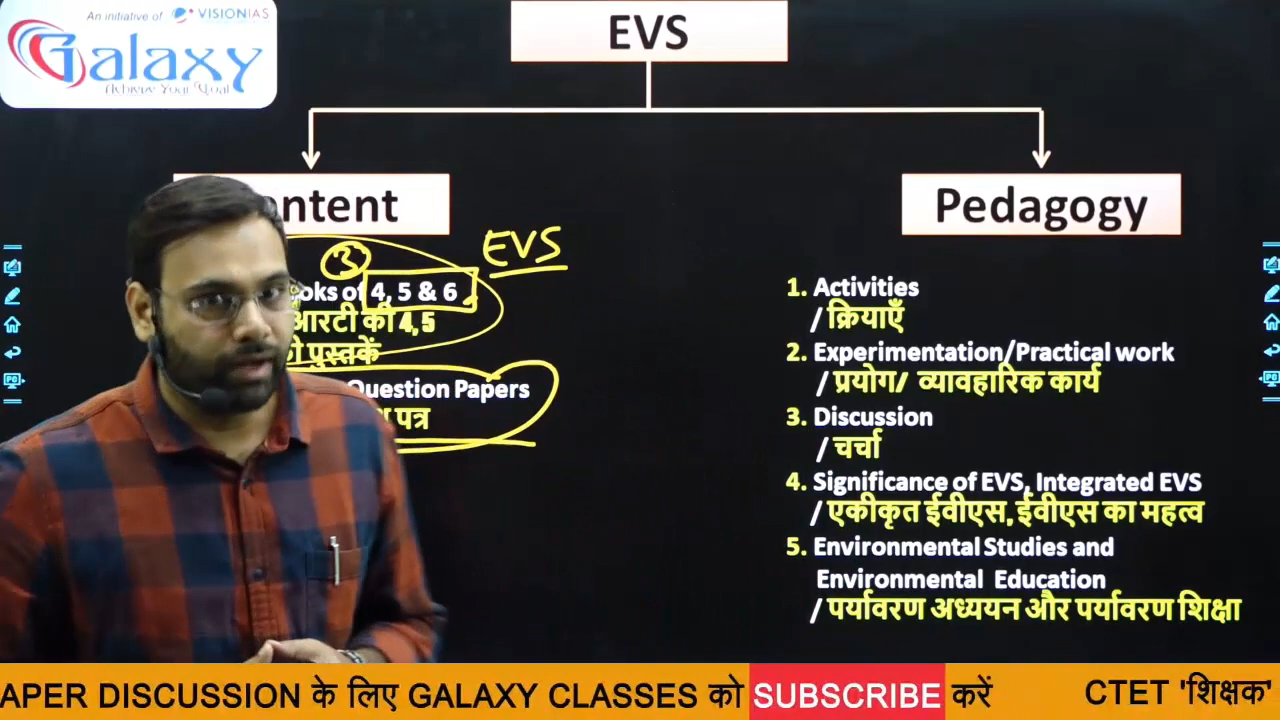 An initiative of VISIONIAS
Galaxy
Achieve Your Goal
EVS
Pedagogy
3
EVS
of 4, 5 & 6
की 4, 5
पुस्तकें
Question Papers
पत्र
1. Activities
/ क्रियाएँ
2. Experimentation/Practical work
/ प्रयोग/ व्यावहारिक कार्य
3. Discussion
/ चर्चा
4. Significance of EVS, Integrated EVS
/ एकीकृत ईवीएस, ईवीएस का महत्व
5. Environmental Studies and
Environmental Education
/ पर्यावरण अध्ययन और पर्यावरण शिक्षा
APER DISCUSSION के लिए GALAXY CLASSES को SUBSCRIBE करें CTET 'शिक्षक'